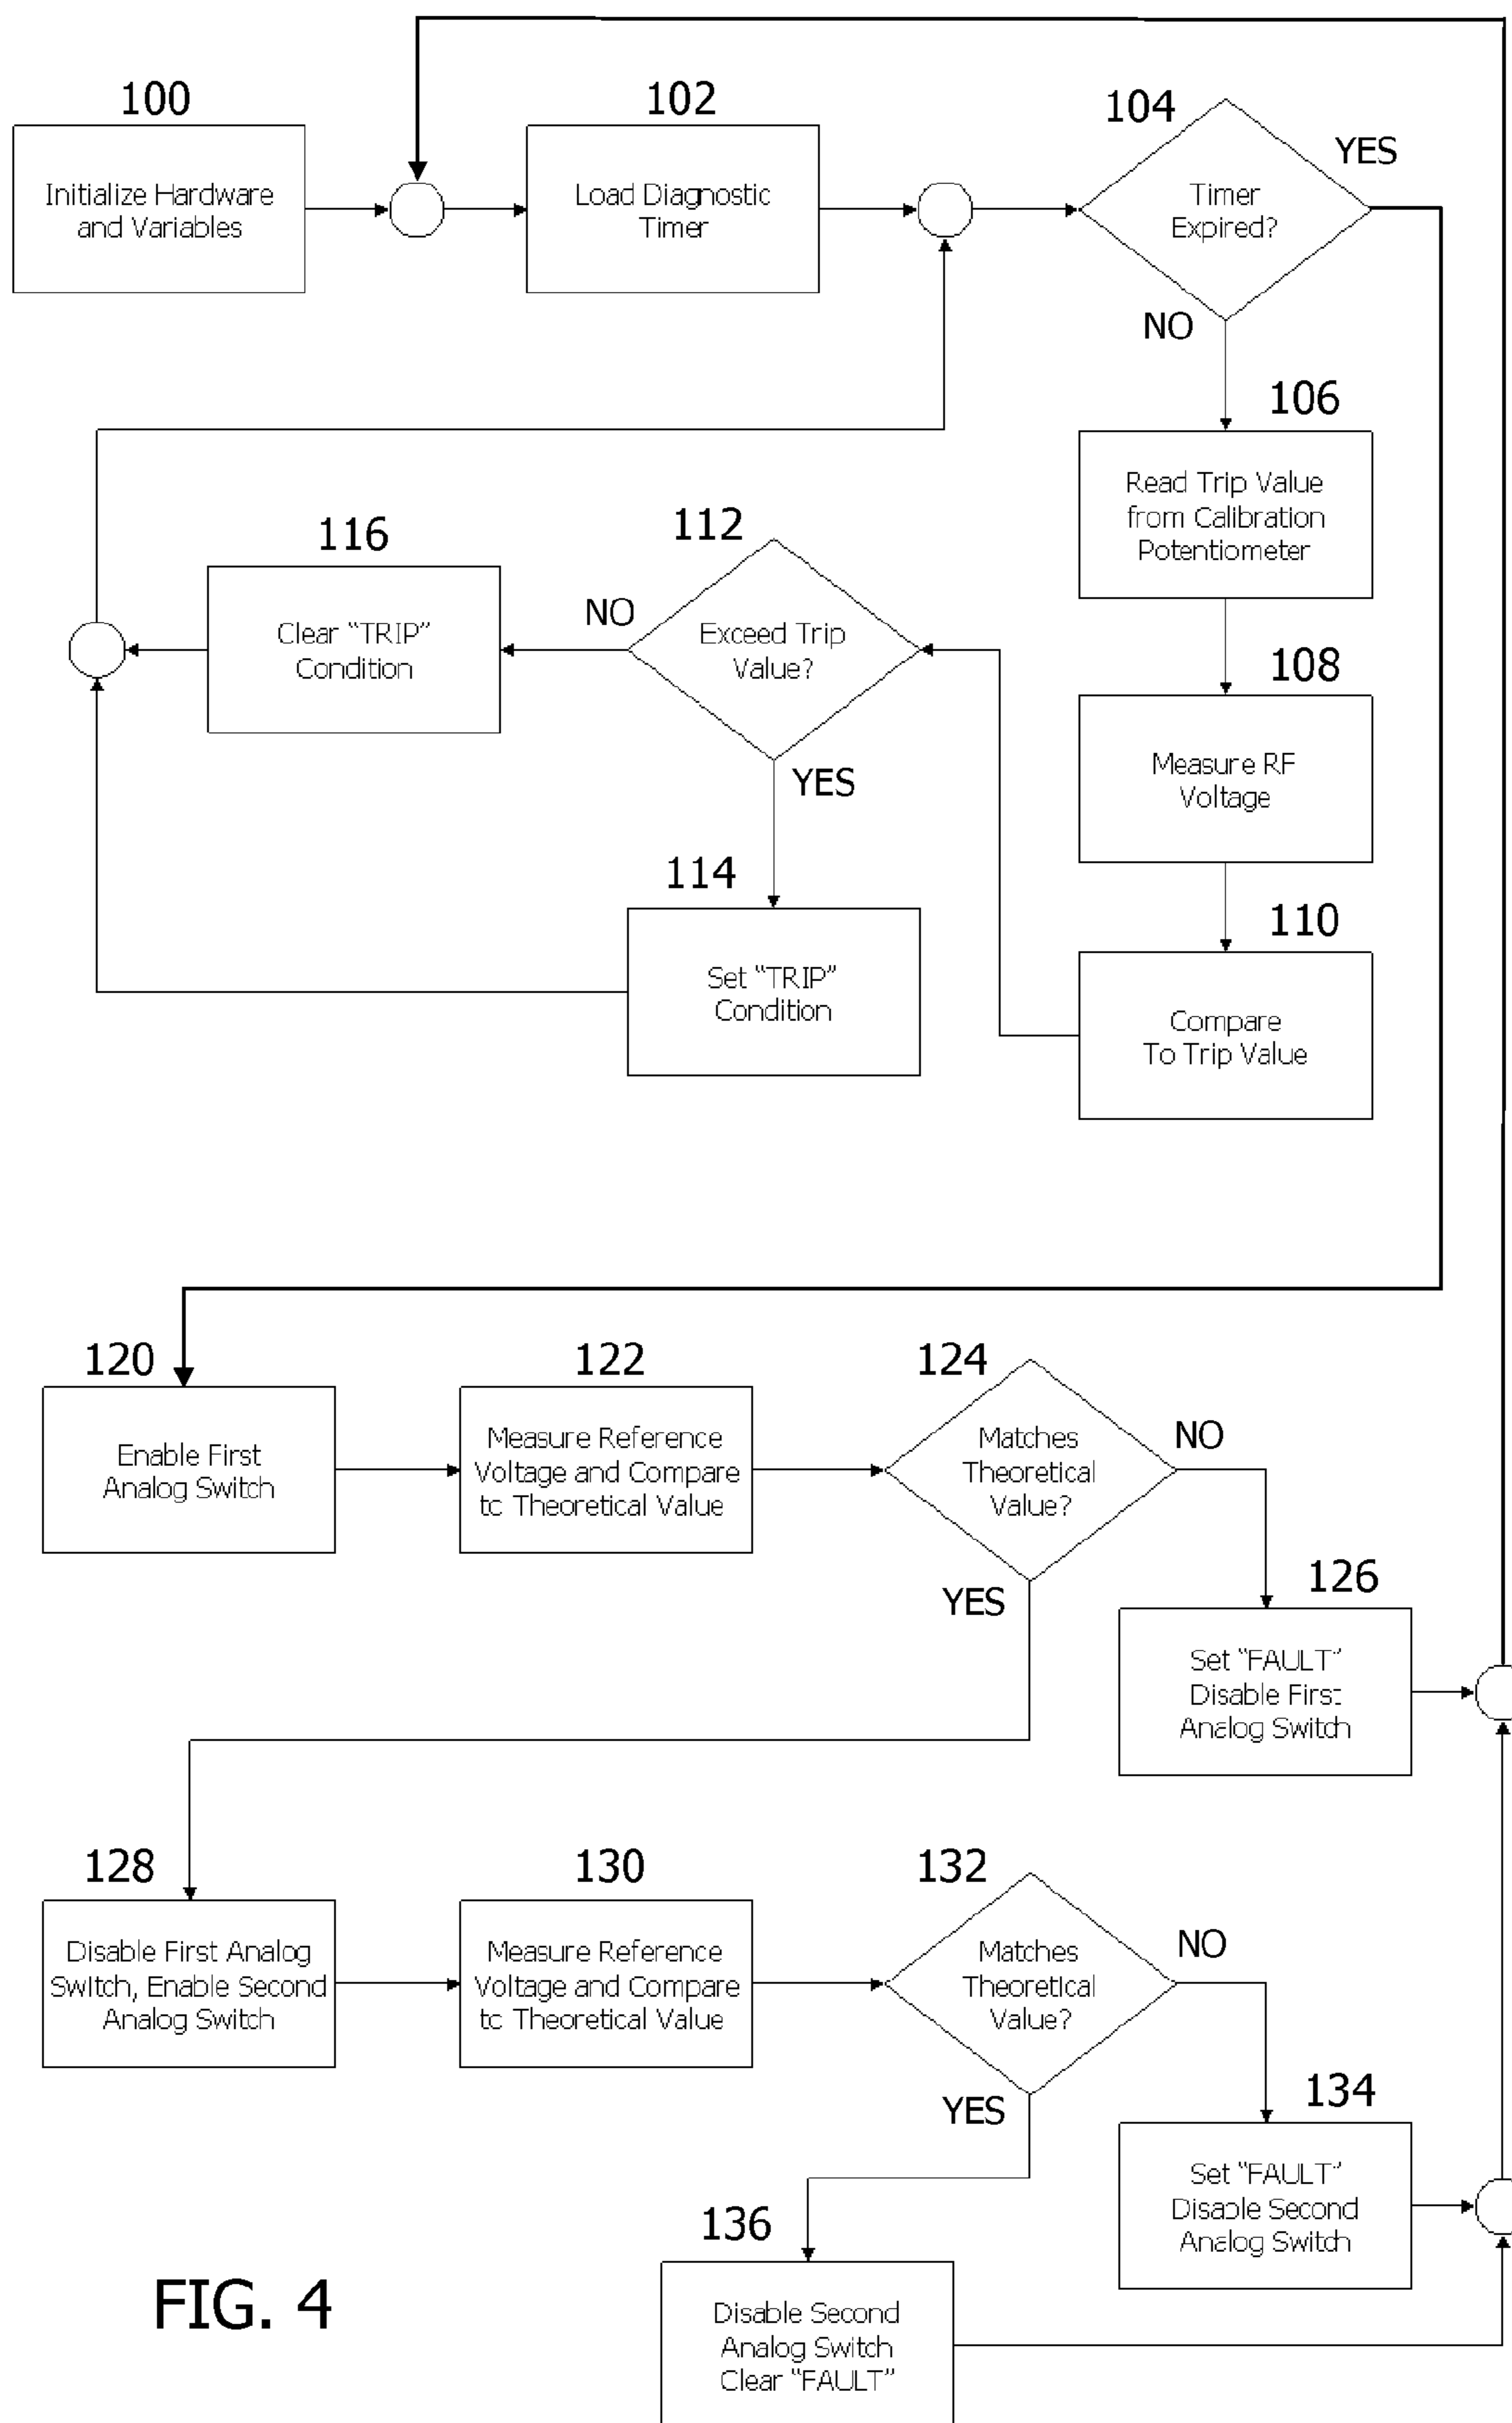 100
Initialize Hardware
and Variables
102
Load Diagnostic
Timer
104
Timer
Expired?
YES
NO
106
Read Trip Value
from Calibration
Potentiometer
108
Measure RF
Voltage
110
Compare
To Trip Value
112
Exceed Trip
Value?
NO
YES
116
Clear “TRIP”
Condition
114
Set “TRIP”
Condition
120
Enable First
Analog Switch
122
Measure Reference
Voltage and Compare
to Theoretical Value
124
Matches
Theoretical
Value?
NO
YES
126
Set “FAULT”
Disable First
Analog Switch
128
Disable First Analog
Switch, Enable Second
Analog Switch
130
Measure Reference
Voltage and Compare
to Theoretical Value
132
Matches
Theoretical
Value?
NO
YES
134
Set “FAULT”
Disable Second
Analog Switch
136
Disable Second
Analog Switch
Clear “FAULT”
FIG. 4